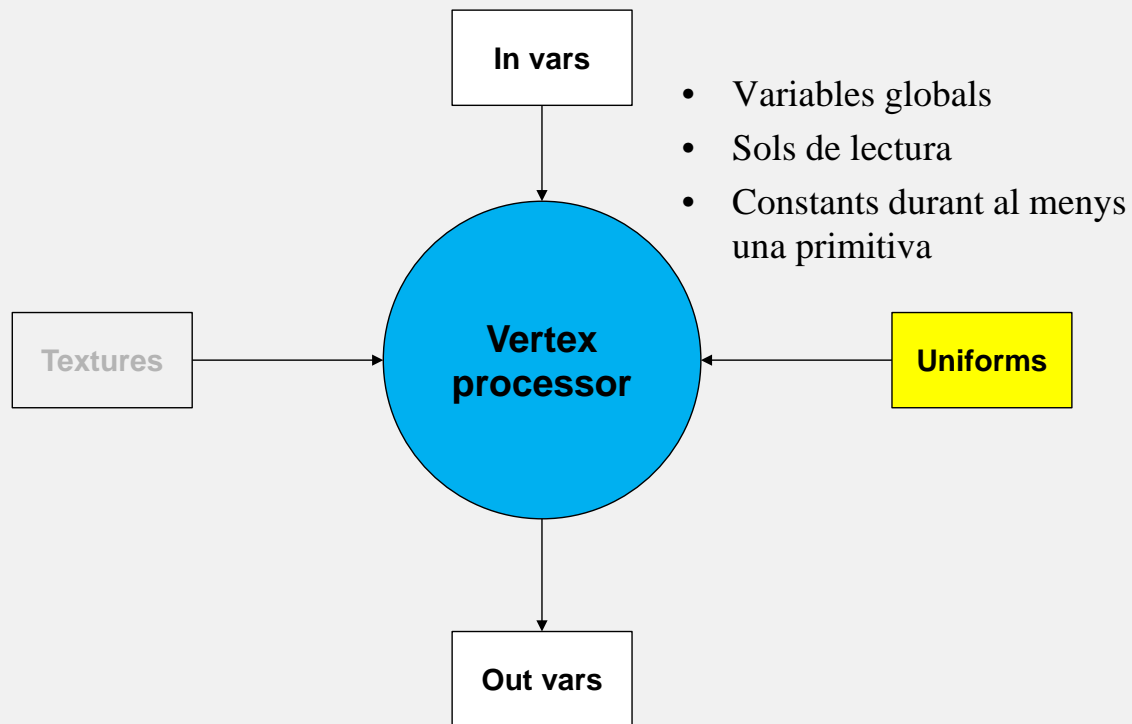 In vars
• Variables globals
• Sols de lectura
• Constants durant al menys
una primitiva
Textures
Vertex
processor
Uniforms
Out vars